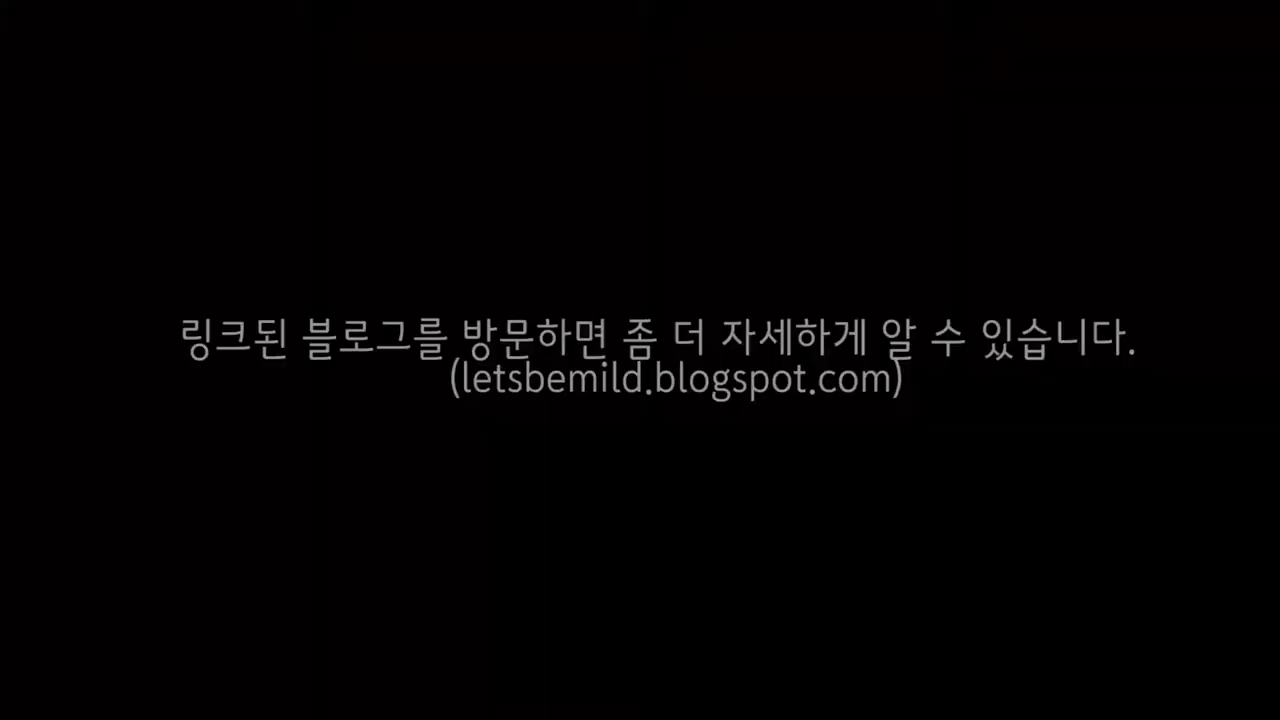 링크된 블로그를 방문하면 좀 더 자세하게 알 수 있습니다.
(letsbemild.blogspot.com)